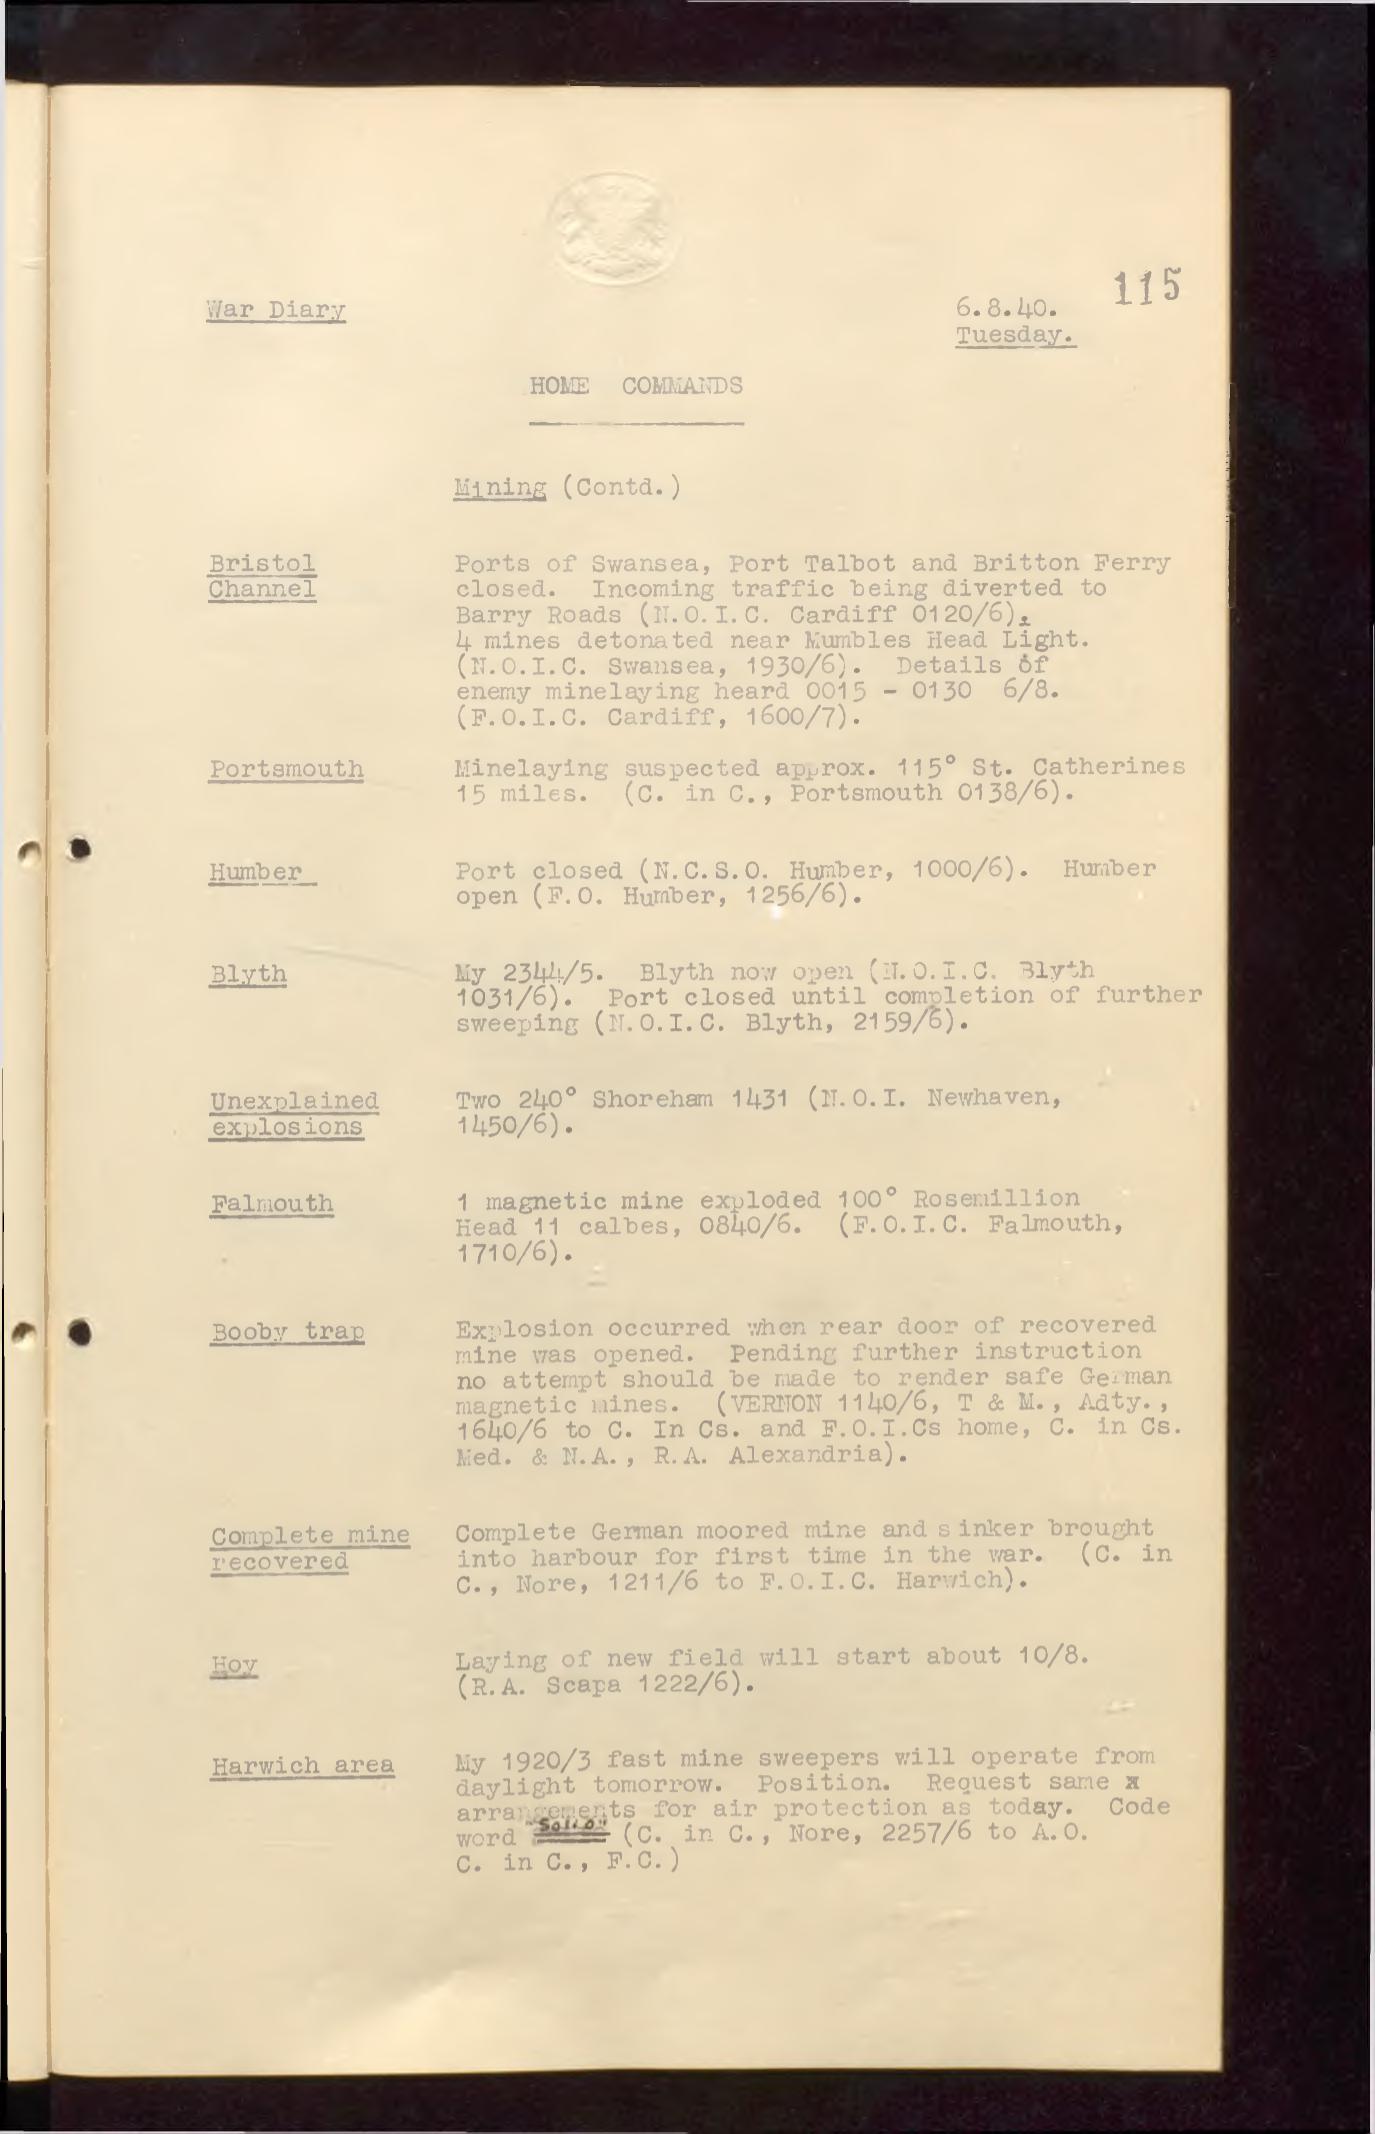 115
War Diary
6.8.40.
Tuesday.
HOME COMMANDS
Mining (Contd.)
Bristol
Channel
Ports of Swansea, Port Talbot and Britton Ferry
closed. Incoming traffic being diverted to
Barry Roads (N.O.I.C. Cardiff 0120/6).
4 mines detonated near Mumbles Head Light.
(N.O.I.C. Swansea, 1930/6). Details of
enemy minelaying heard 0015 - 0130 6/8.
(F.O.I.C. Cardiff, 1600/7).
Portsmouth
Minelaying suspected approx. 115° St. Catherines
15 miles. (C. in C., Portsmouth 0138/6).
Humber
Port closed (N.C.S.O. Humber, 1000/6). Humber
open (F.O. Humber, 1256/6).
Blyth
My 2344/5. Blyth now open (N.O.I.C. Blyth
1031/6). Port closed until completion of further
sweeping (N.O.I.C. Blyth, 2159/6).
Unexplained
explosions
Two 240° Shoreham 1431 (N.O.I. Newhaven,
1450/6).
Falmouth
1 magnetic mine exploded 100° Rosemillion
Head 11 calbes, 0840/6. (F.O.I.C. Falmouth,
1710/6).
Booby trap
Explosion occurred when rear door of recovered
mine was opened. Pending further instruction
no attempt should be made to render safe German
magnetic mines. (VERNON 1140/6, T & M., Adty.,
1640/6 to C. In Cs. and F.O.I.Cs home, C. in Cs.
Med. & N.A., R.A. Alexandria).
Complete mine
recovered
Complete German moored mine and sinker brought
into harbour for first time in the war. (C. in
C., Nore, 1211/6 to F.O.I.C. Harwich).
Hoy
Laying of new field will start about 10/8.
(R.A. Scapa 1222/6).
Harwich area
My 1920/3 fast mine sweepers will operate from
daylight tomorrow. Position. Request same x
arrangements for air protection as today. Code
word (C. in C., Nore, 2257/6 to A.O.
C. in C., F.C.)